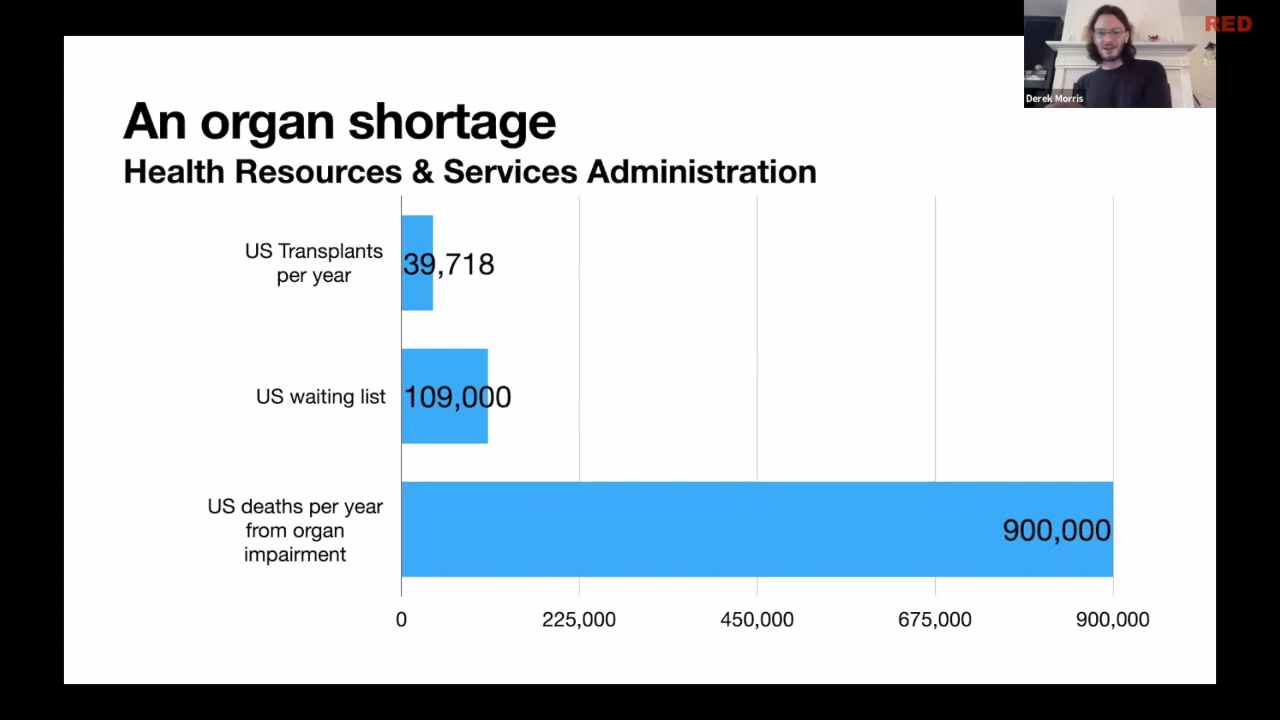 RED
Derek Morris
An organ shortage
Health Resources & Services Administration
US Transplants
per year
39,718
US waiting list
109,000
US deaths per year
from organ
impairment
900,000
0
225,000
450,000
675,000
900,000